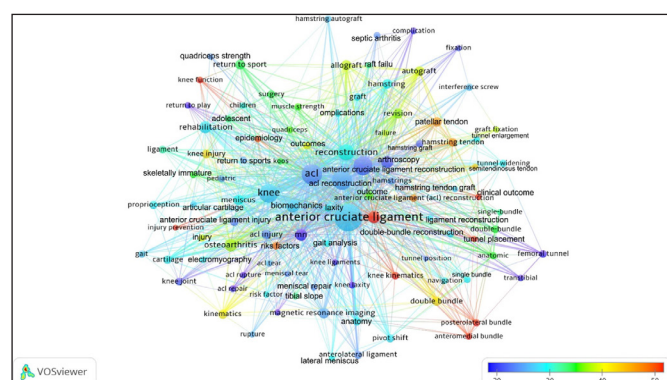 hamstring autograft
complication
septic arthritis
fixation
quadriceps strength
return to sport
allograft
raft failu
autograft
knee function
hamstring
interference screw
surgery
graft
return to play
children
muscle strength
omplications
revision
adolescent
patellar tendon
rehabilitation
quadriceps
failure
graft fixation
epidemiology
tunnel enlargement
outcomes
hamstring graft
hamstring tendon
ligament
knee injury
reconstruction
arthroscopy
semitendinosus tendon
return to sports
koos
anterior cruciate ligament reconstruction
tunnel widening
skeletally immature
acl
pediatric
acl reconstruction
hamstrings
knee
outcome
hamstring tendon graft
clinical outcome
proprioception
meniscus
biomechanics
laxity
anterior cruciate ligament (acl) reconstruction
articular cartilage
single-bundle
anterior cruciate ligament injury
anterior cruciate ligament
ligament reconstruction
injury prevention
double-bundle
injury
acl injury
mri
double-bundle reconstruction
tunnel placement
osteoarthritis
riks factors
gait analysis
gait
cartilage
electromyography
acl tear
knee ligaments
tunnel position
anatomic
femoral tunnel
knee joint
acl rupture
meniscal tear
knee kinematics
navigation
single bundle
transtibial
acl repair
meniscal repair
knee laxity
risk factor
tibial slope
double bundle
kinematics
magnetic resonance imaging
anatomy
posterolateral bundle
rupture
pivot shift
anteromedial bundle
anterolateral ligament
lateral meniscus
VOSviewer
30
40
50